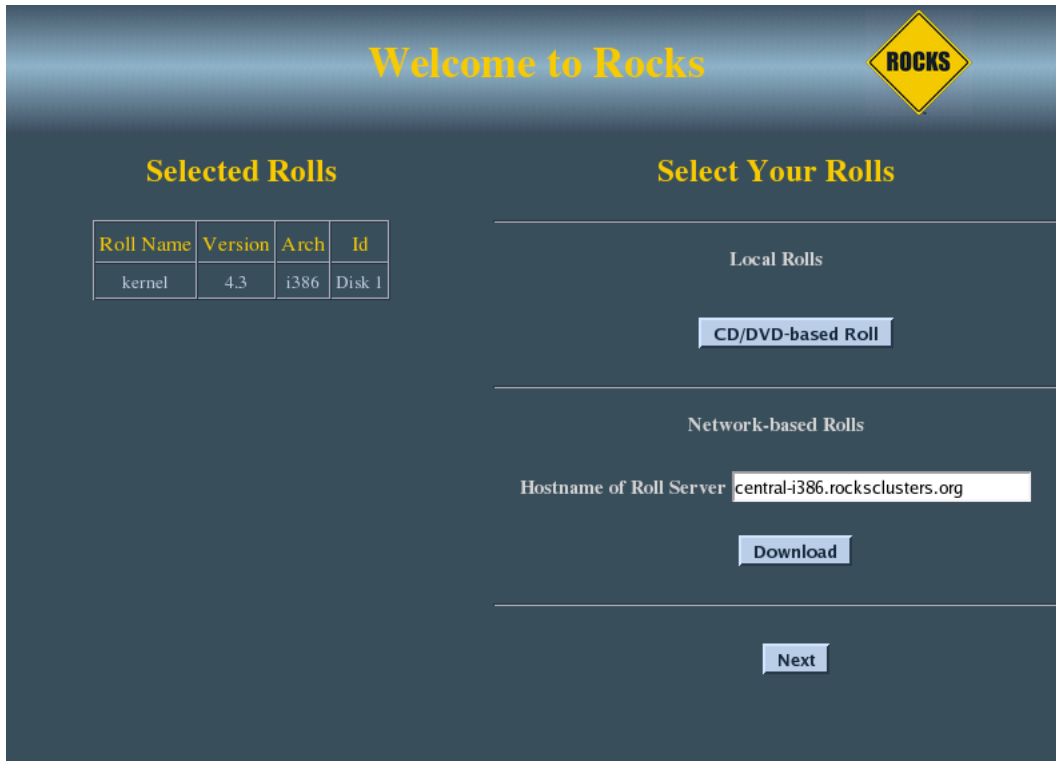 Welcome to Rocks
ROCKS
Selected Rolls
Roll Name Version Arch Id
kernel 4.3 i386 Disk 1
Select Your Rolls
Local Rolls
CD/DVD-based Roll
Network-based Rolls
Hostname of Roll Server central-i386.rocksclusters.org
Download
Next